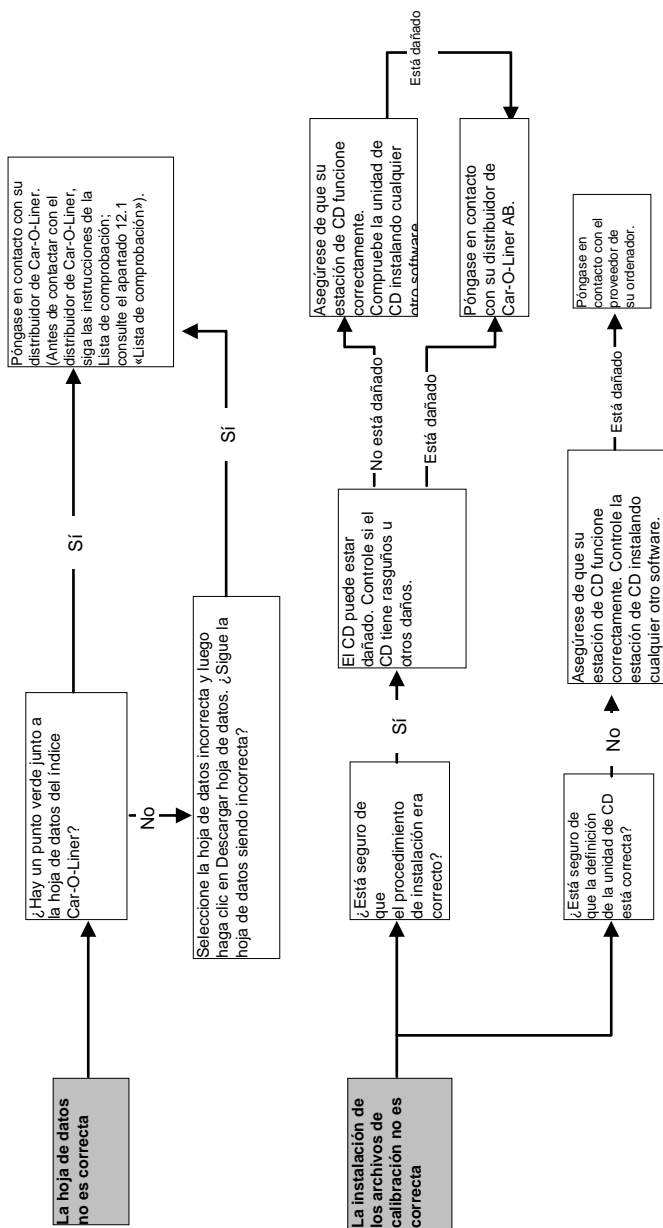 La hoja de datos
no es correcta
¿Hay un punto verde junto a
la hoja de datos del índice
Car-O-Liner?
Sí
Póngase en contacto con su
distribuidor de Car-O-Liner.
(Antes de contactar con el
distribuidor de Car-O-Liner,
siga las instrucciones de la
Lista de comprobación;
consulte el apartado 12.1
«Lista de comprobación»).
No
Seleccione la hoja de datos incorrecta y luego
haga clic en Descargar hoja de datos. ¿Sigue la
hoja de datos siendo incorrecta?
Sí
La instalación de
los archivos de
calibración no es
correcta
¿Está seguro de
que
el procedimiento
de instalación era
correcto?
Sí
El CD puede estar
dañado. Controle si el
CD tiene rasguños u
otros daños.
No está dañado
Asegúrese de que su
estación de CD funcione
correctamente.
Compruebe la unidad de
CD instalando cualquier
otro software
Está dañado
Está dañado
Póngase en contacto
con su distribuidor de
Car-O-Liner AB.
¿Está seguro de
que la definición
de la unidad de CD
está correcta?
No
Asegúrese de que su
estación de CD funcione
correctamente. Controle la
estación de CD instalando
cualquier otro software.
Está dañado
Póngase en
contacto con el
proveedor de
su ordenador.